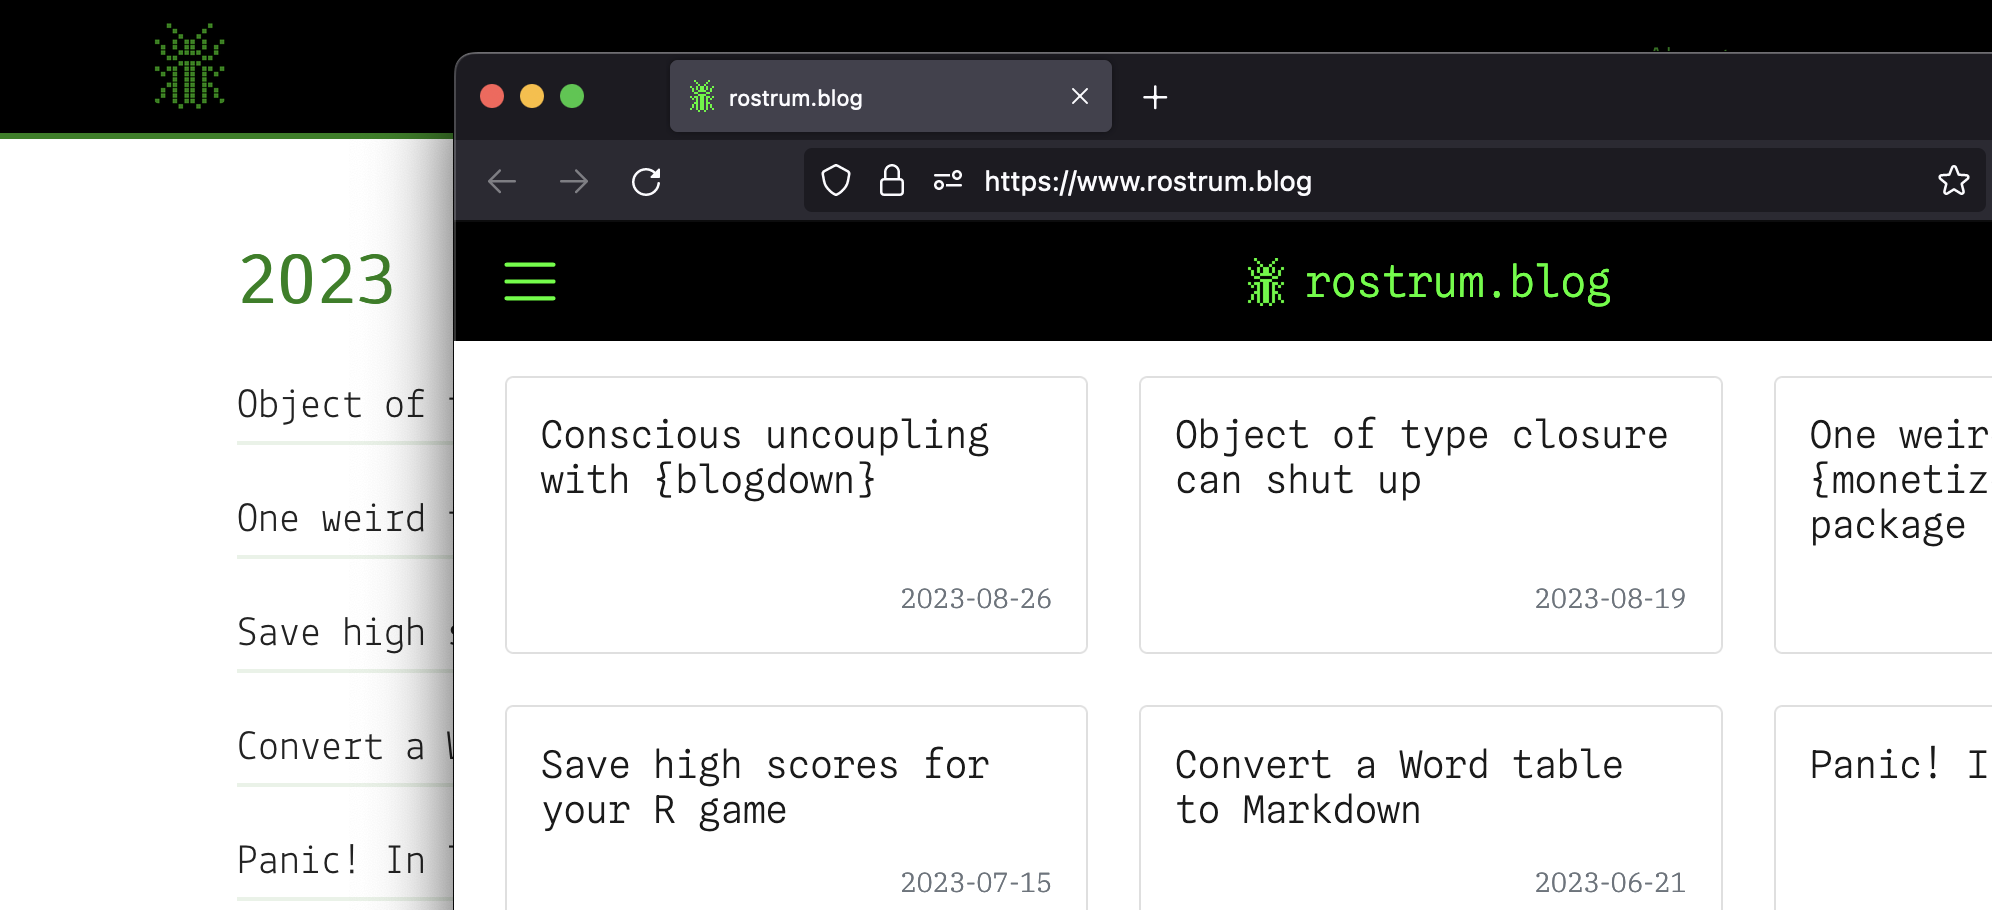 2023
Object of
One weird
Save high
Convert a
Panic! In
rostrum.blog
https://www.rostrum.blog
rostrum.blog
Conscious uncoupling
with {blogdown}
2023-08-26
Object of type closure
can shut up
2023-08-19
One weir
{monetiz
package
Save high scores for
your R game
2023-07-15
Convert a Word table
to Markdown
2023-06-21
Panic! I